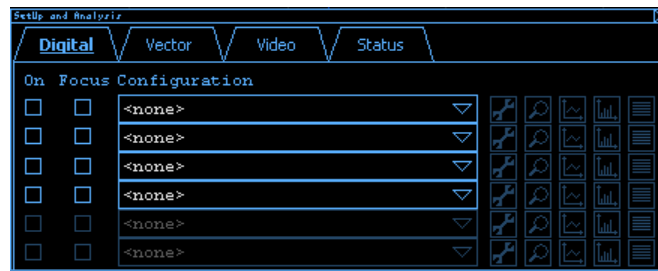 SetUp and Analysis
Digital Vector Video Status
On Focus Configuration
<none>
<none>
<none>
<none>
<none>
<none>